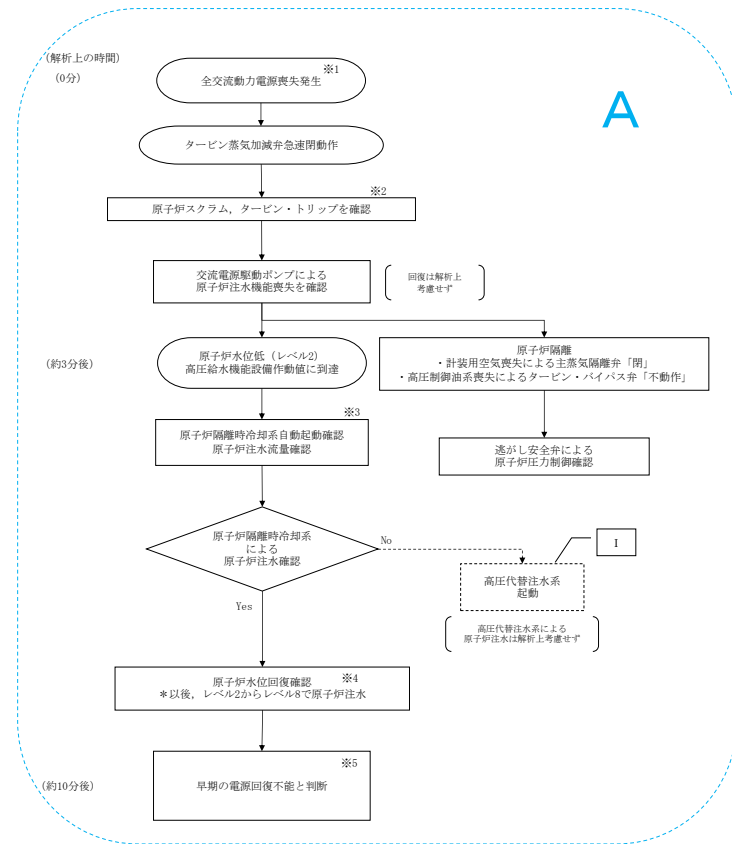 (解析上の時間)
(0分)
※1
全交流動力電源喪失発生
A
タービン蒸気加減弁急速閉動作
※2
原子炉スクラム，タービン・トリップを確認
交流電源駆動ポンプによる
原子炉注水機能喪失を確認
回復は解析上
考慮せず
(約3分後)
原子炉水位低（レベル2）
高圧給水機能設備作動値に到達
原子炉隔離
・計装用空気喪失による主蒸気隔離弁「閉」
・高圧制御油系喪失によるタービン・バイパス弁「不動作」
※3
原子炉隔離時冷却系自動起動確認
原子炉注水流量確認
逃がし安全弁による
原子炉圧力制御確認
原子炉隔離時冷却系
による
原子炉注水確認
No
I
高圧代替注水系
起動
Yes
高圧代替注水系による
原子炉注水は解析上考慮せず
原子炉水位回復確認
※4
＊以後，レベル2からレベル8で原子炉注水
※5
(約10分後)
早期の電源回復不能と判断